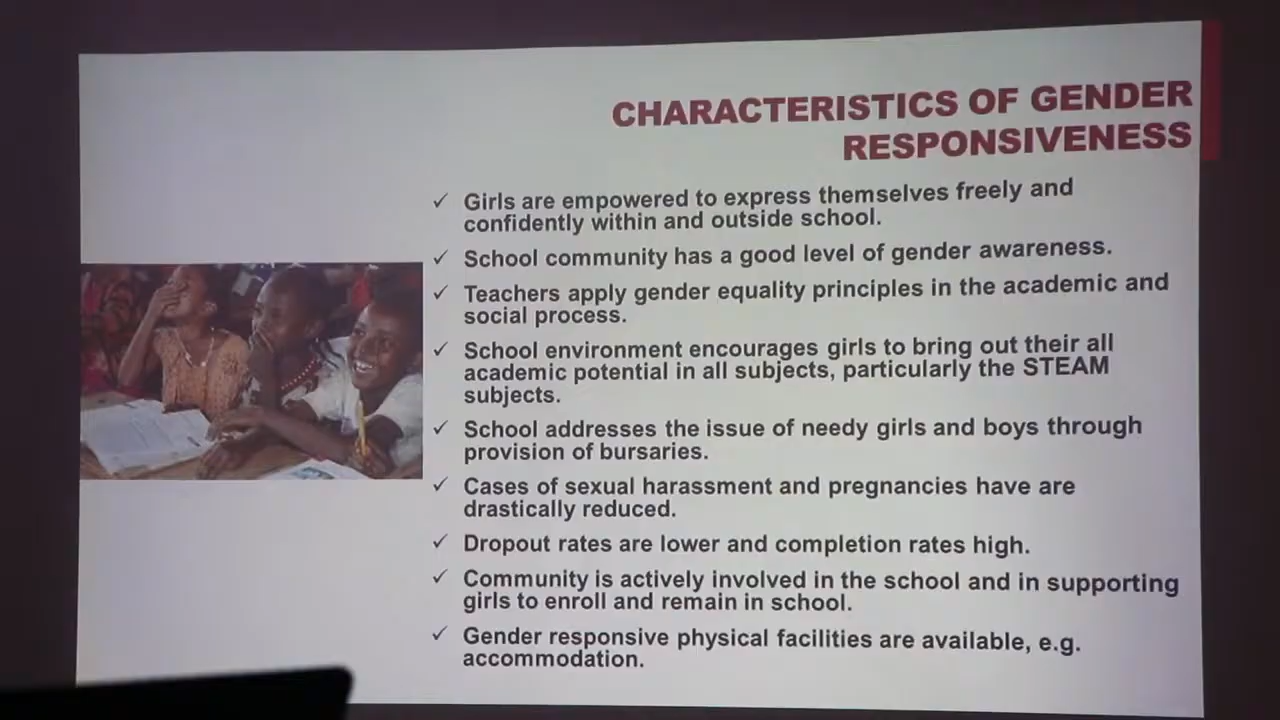 CHARACTERISTICS OF GENDER
RESPONSIVENESS
✓ Girls are empowered to express themselves freely and
confidently within and outside school.
✓ School community has a good level of gender awareness.
✓ Teachers apply gender equality principles in the academic and
social process.
✓ School environment encourages girls to bring out their all
academic potential in all subjects, particularly the STEAM
subjects.
✓ School addresses the issue of needy girls and boys through
provision of bursaries.
✓ Cases of sexual harassment and pregnancies have are
drastically reduced.
✓ Dropout rates are lower and completion rates high.
✓ Community is actively involved in the school and in supporting
girls to enroll and remain in school.
✓ Gender responsive physical facilities are available, e.g.
accommodation.